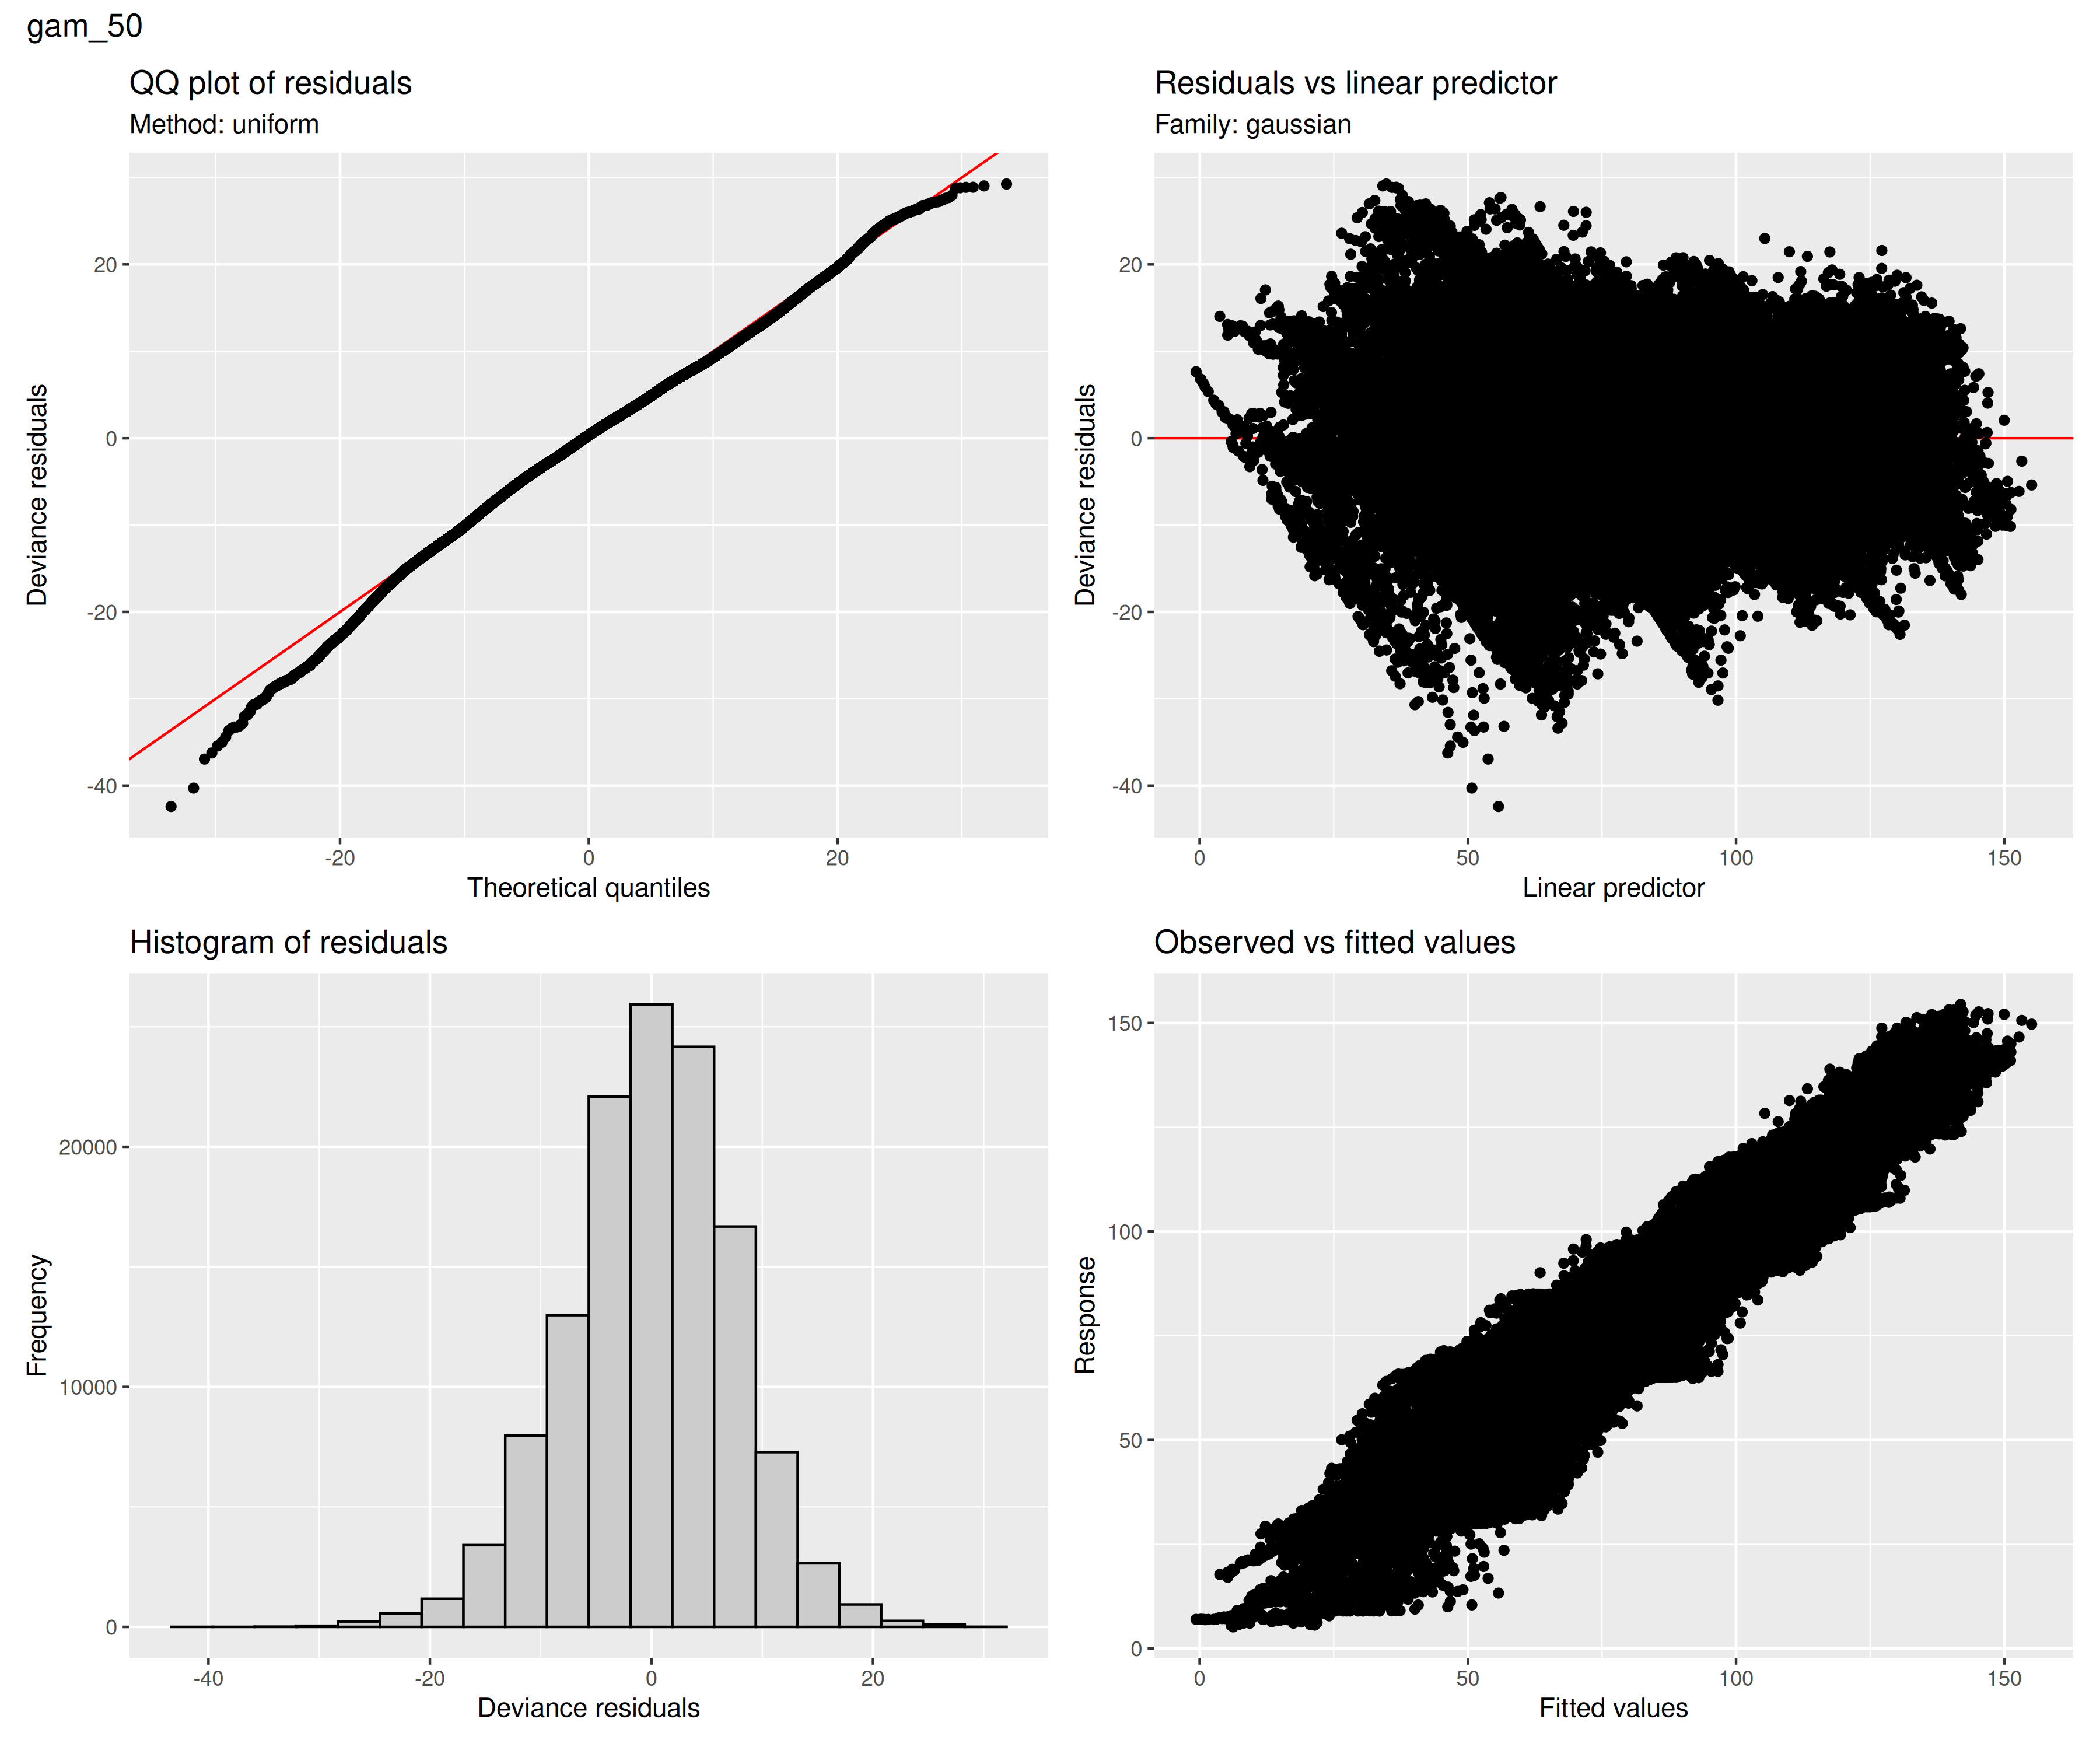 gam_50
QQ plot of residuals
Method: uniform
Deviance residuals
20
0
-20
-40
-20
0
20
Theoretical quantiles
Residuals vs linear predictor
Family: gaussian
Deviance residuals
20
0
-20
-40
0
50
100
150
Linear predictor
Histogram of residuals
Frequency
20000
10000
0
-40
-20
0
20
Deviance residuals
Observed vs fitted values
Response
150
100
50
0
0
50
100
150
Fitted values